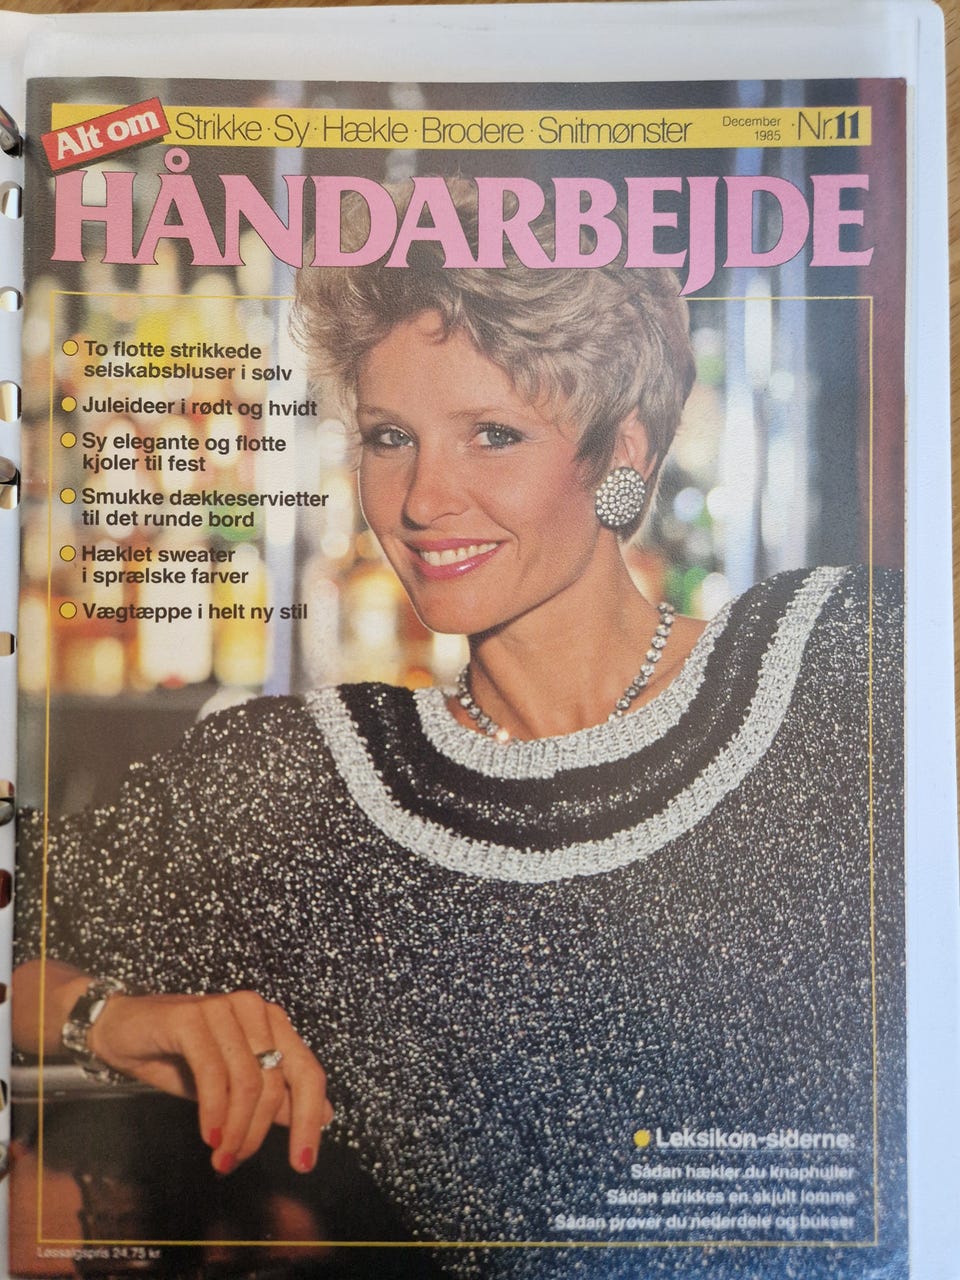 Alt om
Strikke · Sy · Hækle · Brodere · Snitmønster
December
1985
· Nr. 11
HÅNDARBEJDE
To flotte strikkede
selskabsbluser i sølv
Juleideer i rødt og hvidt
Sy elegante og flotte
kjoler til fest
Smukke dækkeservietter
til det runde bord
Hæklet sweater
i sprælske farver
Vægtæppe i helt ny stil
Leksikon-siderne:
Sådan hækler du knaphuller
Sådan strikkes en skjult lomme
Sådan prøver du nederdele og bukser
Løssalgspris 24,75 kr.